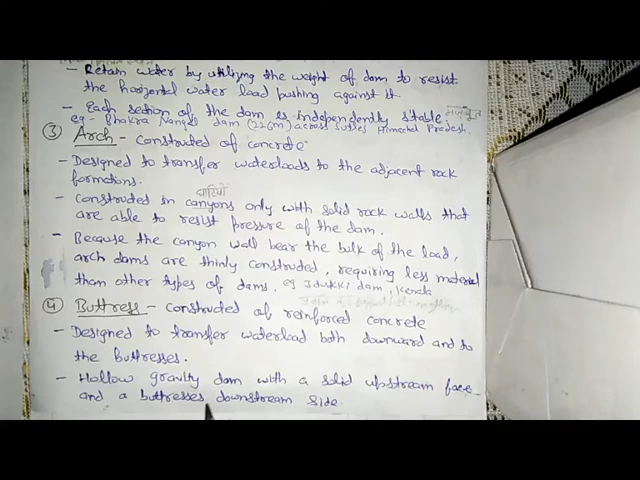 - Retain water by utilizing the weight of dam to resist
the horizontal water load pushing against it.
- Each section of the dam is independently stable. मजबूत
eg - Bhakra Nangal dam (226m) across Sutlej Himachal Pradesh.
③ Arch - constructed of concrete
- Designed to transfer waterloads to the adjacent rock
formations.
घाटियों
- Constructed in canyons only with solid rock walls that
are able to resist pressure of the dam.
- Because the canyon wall bear the bulk of the load,
arch dams are thinly constructed, requiring less material
than other types of dams. eg Idukki dam, Kerala
④ Buttress - constructed of reinforced concrete
- Designed to transfer waterload both downward and to
the buttresses.
- Hollow gravity dam with a solid upstream face
and a buttresses downstream side.